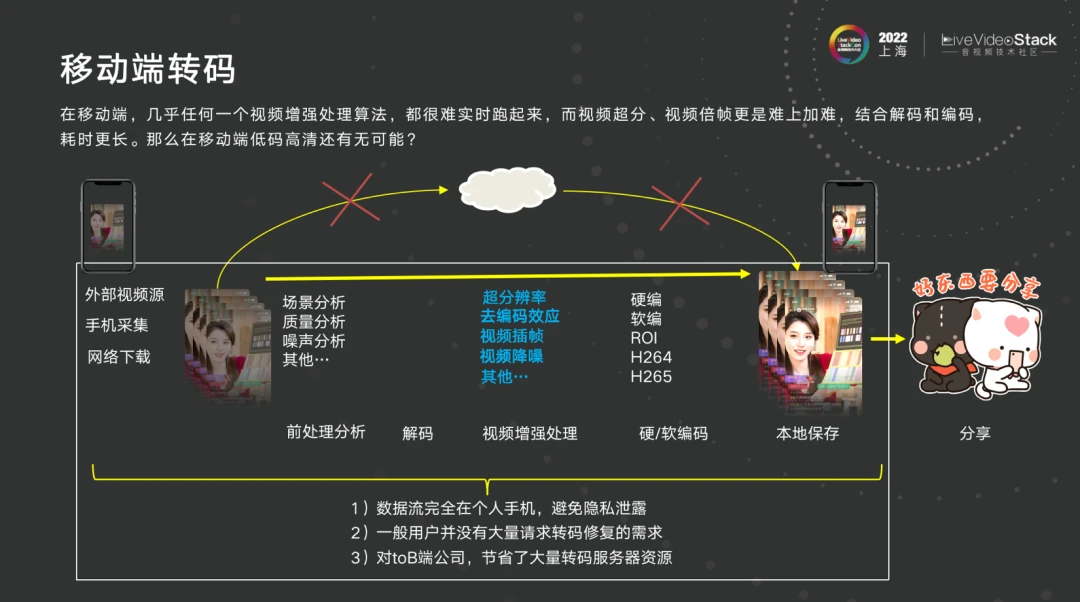 移动端转码
2022
上海
LiveVideoStack
音视频技术社区
在移动端，几乎任何一个视频增强处理算法，都很难实时跑起来，而视频超分、视频倍帧更是难上加难，结合解码和编码，
耗时更长。那么在移动端低码高清还有无可能？
外部视频源
手机采集
网络下载
场景分析
质量分析
噪声分析
其他…
超分辨率
去编码效应
视频插帧
视频降噪
其他…
硬编
软编
ROI
H264
H265
好东西要分享
前处理分析
解码
视频增强处理
硬/软编码
本地保存
分享
1）数据流完全在个人手机，避免隐私泄露
2）一般用户并没有大量请求转码修复的需求
3）对toB端公司，节省了大量转码服务器资源